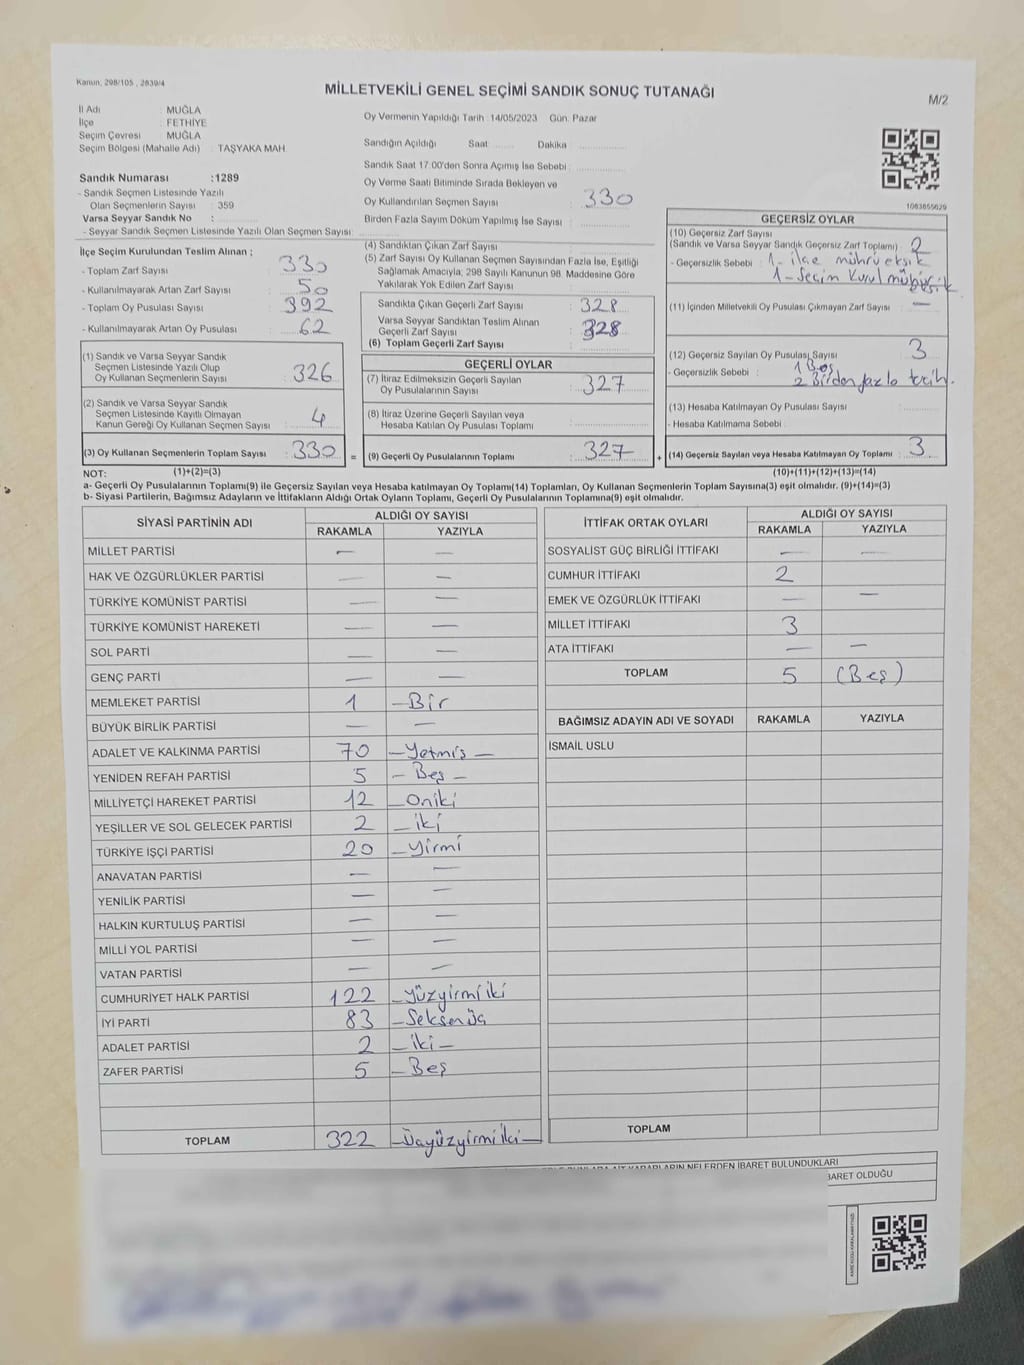 Kanun: 298/105 , 2839/4
MİLLETVEKİLİ GENEL SEÇİMİ SANDIK SONUÇ TUTANAĞI
M/2
İl Adı : MUĞLA
İlçe : FETHİYE
Seçim Çevresi : MUĞLA
Seçim Bölgesi (Mahalle Adı) : TAŞYAKA MAH.
Sandık Numarası :1289
- Sandık Seçmen Listesinde Yazılı
Olan Seçmenlerin Sayısı : 359
Varsa Seyyar Sandık No :
- Seyyar Sandık Seçmen Listesinde Yazılı Olan Seçmen Sayısı:
Oy Vermenin Yapıldığı Tarih : 14/05/2023 Gün: Pazar
Sandığın Açıldığı Saat ...... Dakika :
Sandık Saat 17:00'den Sonra Açımış İse Sebebi :
Oy Verme Saati Bitiminde Sırada Bekleyen ve
Oy Kullandırılan Seçmen Sayısı : 330
Birden Fazla Sayım Döküm Yapılmış İse Sayısı :
1083855629
İlçe Seçim Kurulundan Teslim Alınan ;
- Toplam Zarf Sayısı : 330
- Kullanılmayarak Artan Zarf Sayısı : 50
- Toplam Oy Pusulası Sayısı : 392
- Kullanılmayarak Artan Oy Pusulası : 62
(4) Sandıktan Çıkan Zarf Sayısı
(5) Zarf Sayısı Oy Kullanan Seçmen Sayısından Fazla İse, Eşitliği
Sağlamak Amacıyla; 298 Sayılı Kanunun 98. Maddesine Göre
Yakılarak Yok Edilen Zarf Sayısı :
Sandıkta Çıkan Geçerli Zarf Sayısı : 328
Varsa Seyyar Sandıktan Teslim Alınan
Geçerli Zarf Sayısı : 328
(6) Toplam Geçerli Zarf Sayısı :
GEÇERSİZ OYLAR
(10) Geçersiz Zarf Sayısı
(Sandık ve Varsa Seyyar Sandık Geçersiz Zarf Toplamı) : 2
- Geçersizlik Sebebi : 1- ilçe mührü eksik
1- Seçim Kurul mührü eksik
(11) İçinden Milletvekili Oy Pusulası Çıkmayan Zarf Sayısı : —
(12) Geçersiz Sayılan Oy Pusulası Sayısı : 3
- Geçersizlik Sebebi : 1 Boş
2 Birden fazla tercih.
(13) Hesaba Katılmayan Oy Pusulası Sayısı :
- Hesaba Katılmama Sebebi :
(14) Geçersiz Sayılan veya Hesaba Katılmayan Oy Toplamı : 3
(1) Sandık ve Varsa Seyyar Sandık
Seçmen Listesinde Yazılı Olup
Oy Kullanan Seçmenlerin Sayısı : 326
(2) Sandık ve Varsa Seyyar Sandık
Seçmen Listesinde Kayıtlı Olmayan
Kanun Gereği Oy Kullanan Seçmen Sayısı : 4
(3) Oy Kullanan Seçmenlerin Toplam Sayısı : 330 =
GEÇERLİ OYLAR
(7) İtiraz Edilmeksizin Geçerli Sayılan
Oy Pusulalarının Sayısı : 327
(8) İtiraz Üzerine Geçerli Sayılan veya
Hesaba Katılan Oy Pusulası Toplamı :
(9) Geçerli Oy Pusulalarının Toplamı : 327 +
NOT: (1)+(2)=(3) (10)+(11)+(12)+(13)=(14)
a- Geçerli Oy Pusulalarının Toplamı(9) ile Geçersiz Sayılan veya Hesaba Katılmayan Oy Toplamı(14) Toplamları, Oy Kullanan Seçmenlerin Toplam Sayısına(3) eşit olmalıdır. (9)+(14)=(3)
b- Siyasi Partilerin, Bağımsız Adayların ve İttifakların Aldığı Ortak Oyların Toplamı, Geçerli Oy Pusulalarının Toplamına(9) eşit olmalıdır.
SİYASİ PARTİNİN ADI ALDIĞI OY SAYISI
RAKAMLA YAZIYLA
MİLLET PARTİSİ — —
HAK VE ÖZGÜRLÜKLER PARTİSİ — —
TÜRKİYE KOMÜNİST PARTİSİ — —
TÜRKİYE KOMÜNİST HAREKETİ — —
SOL PARTİ — —
GENÇ PARTİ — —
MEMLEKET PARTİSİ 1 —Bir
BÜYÜK BİRLİK PARTİSİ — —
ADALET VE KALKINMA PARTİSİ 70 —Yetmiş —
YENİDEN REFAH PARTİSİ 5 — Beş —
MİLLİYETÇİ HAREKET PARTİSİ 12 —Oniki
YEŞİLLER VE SOL GELECEK PARTİSİ 2 —iki
TÜRKİYE İŞÇİ PARTİSİ 20 —Yirmi
ANAVATAN PARTİSİ — —
YENİLİK PARTİSİ — —
HALKIN KURTULUŞ PARTİSİ — —
MİLLİ YOL PARTİSİ — —
VATAN PARTİSİ — —
CUMHURİYET HALK PARTİSİ 122 —Yüzyirmi iki
İYİ PARTİ 83 —Seksen üç
ADALET PARTİSİ 2 —iki—
ZAFER PARTİSİ 5 —Beş
TOPLAM 322 —Üçyüzyirmi iki—
İTTİFAK ORTAK OYLARI ALDIĞI OY SAYISI
RAKAMLA YAZIYLA
SOSYALİST GÜÇ BİRLİĞİ İTTİFAKI — —
CUMHUR İTTİFAKI 2
EMEK VE ÖZGÜRLÜK İTTİFAKI — —
MİLLET İTTİFAKI 3
ATA İTTİFAKI — —
TOPLAM 5 (Beş)
BAĞIMSIZ ADAYIN ADI VE SOYADI RAKAMLA YAZIYLA
İSMAİL USLU
TOPLAM
NELERDEN İBARET BULUNDUKLARI
İBARET OLDUĞU